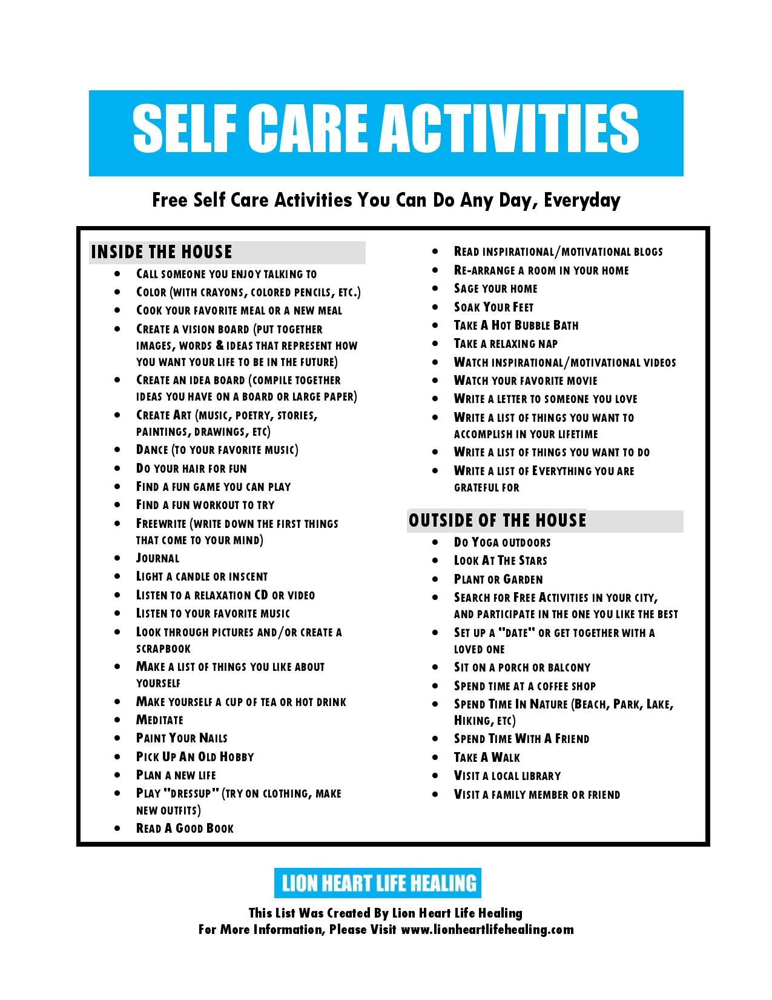 SELF CARE ACTIVITIES
Free Self Care Activities You Can Do Any Day, Everyday
INSIDE THE HOUSE
• CALL SOMEONE YOU ENJOY TALKING TO
• COLOR (WITH CRAYONS, COLORED PENCILS, ETC.)
• COOK YOUR FAVORITE MEAL OR A NEW MEAL
• CREATE A VISION BOARD (PUT TOGETHER
IMAGES, WORDS & IDEAS THAT REPRESENT HOW
YOU WANT YOUR LIFE TO BE IN THE FUTURE)
• CREATE AN IDEA BOARD (COMPILE TOGETHER
IDEAS YOU HAVE ON A BOARD OR LARGE PAPER)
• CREATE ART (MUSIC, POETRY, STORIES,
PAINTINGS, DRAWINGS, ETC)
• DANCE (TO YOUR FAVORITE MUSIC)
• DO YOUR HAIR FOR FUN
• FIND A FUN GAME YOU CAN PLAY
• FIND A FUN WORKOUT TO TRY
• FREEWRITE (WRITE DOWN THE FIRST THINGS
THAT COME TO YOUR MIND)
• JOURNAL
• LIGHT A CANDLE OR INSCENT
• LISTEN TO A RELAXATION CD OR VIDEO
• LISTEN TO YOUR FAVORITE MUSIC
• LOOK THROUGH PICTURES AND/OR CREATE A
SCRAPBOOK
• MAKE A LIST OF THINGS YOU LIKE ABOUT
YOURSELF
• MAKE YOURSELF A CUP OF TEA OR HOT DRINK
• MEDITATE
• PAINT YOUR NAILS
• PICK UP AN OLD HOBBY
• PLAN A NEW LIFE
• PLAY "DRESSUP" (TRY ON CLOTHING, MAKE
NEW OUTFITS)
• READ A GOOD BOOK
• READ INSPIRATIONAL/MOTIVATIONAL BLOGS
• RE-ARRANGE A ROOM IN YOUR HOME
• SAGE YOUR HOME
• SOAK YOUR FEET
• TAKE A HOT BUBBLE BATH
• TAKE A RELAXING NAP
• WATCH INSPIRATIONAL/MOTIVATIONAL VIDEOS
• WATCH YOUR FAVORITE MOVIE
• WRITE A LETTER TO SOMEONE YOU LOVE
• WRITE A LIST OF THINGS YOU WANT TO
ACCOMPLISH IN YOUR LIFETIME
• WRITE A LIST OF THINGS YOU WANT TO DO
• WRITE A LIST OF EVERYTHING YOU ARE
GRATEFUL FOR
OUTSIDE OF THE HOUSE
• DO YOGA OUTDOORS
• LOOK AT THE STARS
• PLANT OR GARDEN
• SEARCH FOR FREE ACTIVITIES IN YOUR CITY,
AND PARTICIPATE IN THE ONE YOU LIKE THE BEST
• SET UP A "DATE" OR GET TOGETHER WITH A
LOVED ONE
• SIT ON A PORCH OR BALCONY
• SPEND TIME AT A COFFEE SHOP
• SPEND TIME IN NATURE (BEACH, PARK, LAKE,
HIKING, ETC)
• SPEND TIME WITH A FRIEND
• TAKE A WALK
• VISIT A LOCAL LIBRARY
• VISIT A FAMILY MEMBER OR FRIEND
LION HEART LIFE HEALING
This List Was Created By Lion Heart Life Healing
For More Information, Please Visit www.lionheartlifehealing.com